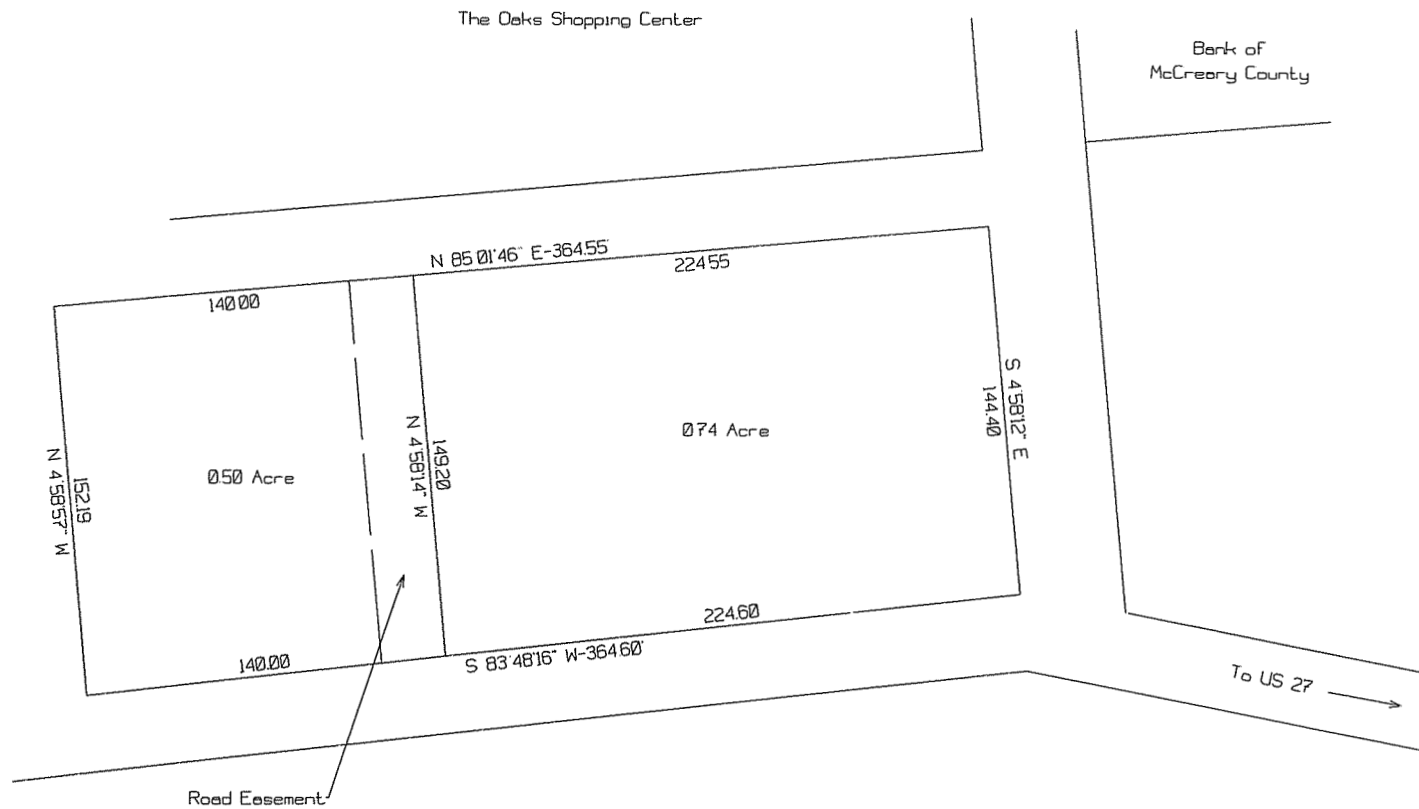 The Oaks Shopping Center
Bank of
McCreary County
N 85 01'46" E-364.55'
140.00
224.55
S 4°58'12" E
144.40
0.74 Acre
N 4°58'14" W
149.20
0.50 Acre
N 4°58'57" W
152.19
224.60
140.00
S 83°48'16" W-364.60'
To US 27
Road Easement